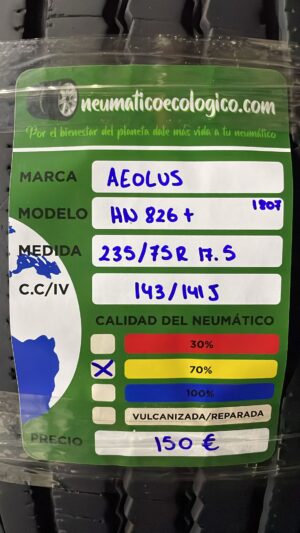 neumaticoecologico.com
Por el bienestar del planeta dale más vida a tu neumático
MARCA AEOLUS
MODELO HN 826+ 1807
MEDIDA 235/75R 17.5
C.C/IV 143/141J
CALIDAD DEL NEUMÁTICO
30%
X 70%
100%
VULCANIZADA/REPARADA
PRECIO 150 €